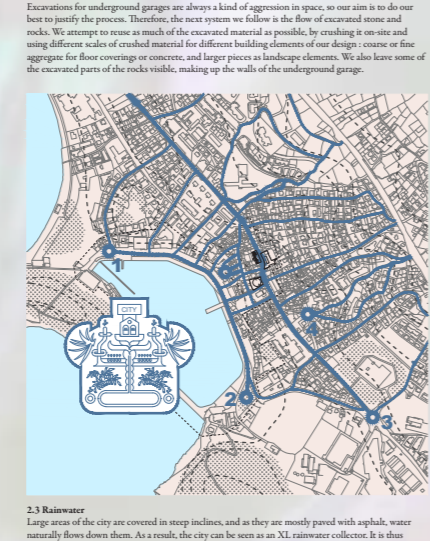 Excavations for underground garages are always a kind of aggression in space, so our aim is to do our
best to justify the process. Therefore, the next system we follow is the flow of excavated stone and
rocks. We attempt to reuse as much of the excavated material as possible, by crushing it on-site and
using different scales of crushed material for different building elements of our design : coarse or fine
aggregate for floor coverings or concrete, and larger pieces as landscape elements. We also leave some of
the excavated parts of the rocks visible, making up the walls of the underground garage.
1
CITY
4
2
3
2.3 Rainwater
Large areas of the city are covered in steep inclines, and as they are mostly paved with asphalt, water
naturally flows down them. As a result, the city can be seen as an XL rainwater collector. It is thus